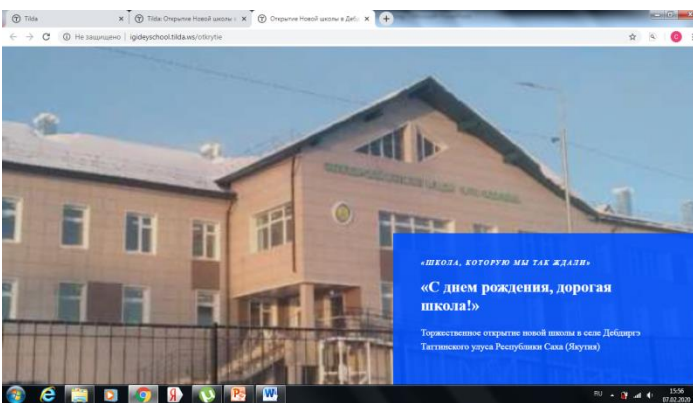 Tilda
Tilda: Открытие Новой школы
Открытие Новой школы в Деб
Не защищено | igideyschool.tilda.ws/otkrytie
«ШКОЛА, КОТОРУЮ МЫ ТАК ЖДАЛИ»
«С днем рождения, дорогая
школа!»
Торжественное открытие новой школы в селе Дебдиргэ
Таттинского улуса Республики Саха (Якутия)
RU
15:56
07.02.2020